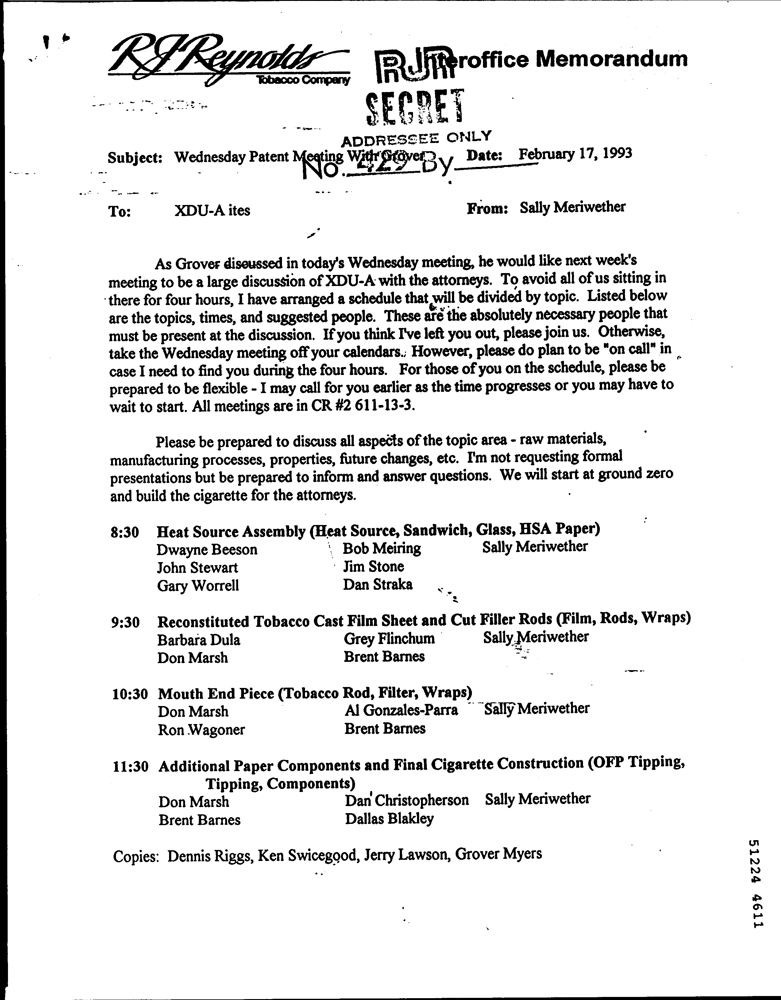 RJReynolds
Tobacco Company
RJR Interoffice Memorandum
SECRET
ADDRESSEE ONLY
No. 429 By
Subject: Wednesday Patent Meeting With Grover Date: February 17, 1993
To: XDU-A ites From: Sally Meriwether
As Grover discussed in today's Wednesday meeting, he would like next week's
meeting to be a large discussion of XDU-A with the attorneys. To avoid all of us sitting in
there for four hours, I have arranged a schedule that will be divided by topic. Listed below
are the topics, times, and suggested people. These are the absolutely necessary people that
must be present at the discussion. If you think I've left you out, please join us. Otherwise,
take the Wednesday meeting off your calendars. However, please do plan to be "on call" in
case I need to find you during the four hours. For those of you on the schedule, please be
prepared to be flexible - I may call for you earlier as the time progresses or you may have to
wait to start. All meetings are in CR #2 611-13-3.
Please be prepared to discuss all aspects of the topic area - raw materials,
manufacturing processes, properties, future changes, etc. I'm not requesting formal
presentations but be prepared to inform and answer questions. We will start at ground zero
and build the cigarette for the attorneys.
8:30 Heat Source Assembly (Heat Source, Sandwich, Glass, HSA Paper)
Dwayne Beeson Bob Meiring Sally Meriwether
John Stewart Jim Stone
Gary Worrell Dan Straka
9:30 Reconstituted Tobacco Cast Film Sheet and Cut Filler Rods (Film, Rods, Wraps)
Barbara Dula Grey Flinchum Sally Meriwether
Don Marsh Brent Barnes
10:30 Mouth End Piece (Tobacco Rod, Filter, Wraps)
Don Marsh Al Gonzales-Parra Sally Meriwether
Ron Wagoner Brent Barnes
11:30 Additional Paper Components and Final Cigarette Construction (OFP Tipping,
Tipping, Components)
Don Marsh Dan Christopherson Sally Meriwether
Brent Barnes Dallas Blakley
Copies: Dennis Riggs, Ken Swicegood, Jerry Lawson, Grover Myers
51224 4611